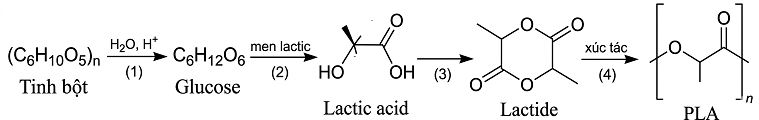 (C6H10O5)n H2O, H+ (1) C6H12O6 men lactic (2) HO O OH (3) O O O O xúc tác (4) O O n
Tinh bột Glucose Lactic acid Lactide PLA